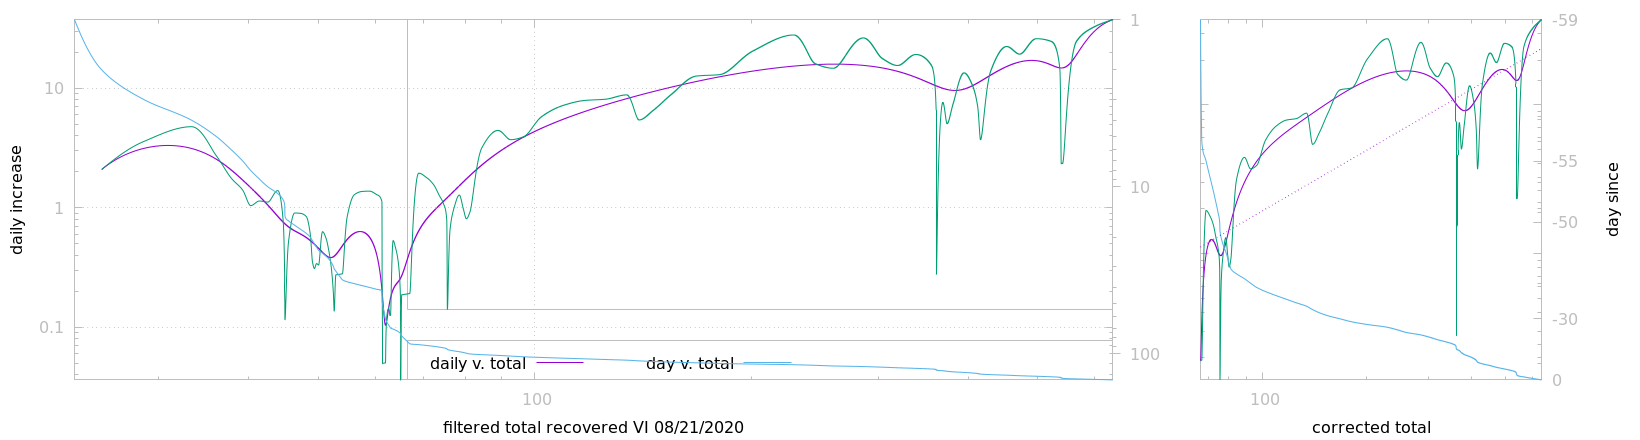 daily increase
10
1
0.1
1
10
100
daily v. total
day v. total
100
filtered total recovered VI 08/21/2020
-59
-55
-50
-30
0
day since
100
corrected total